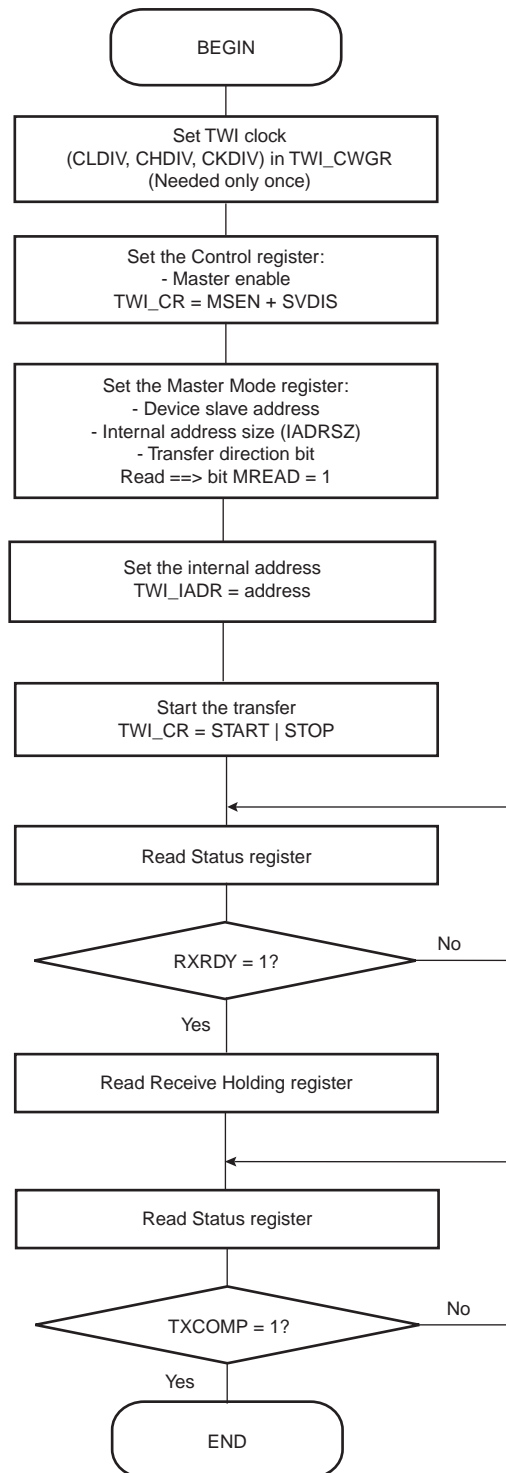 BEGIN
Set TWI clock
(CLDIV, CHDIV, CKDIV) in TWI_CWGR
(Needed only once)
Set the Control register:
- Master enable
TWI_CR = MSEN + SVDIS
Set the Master Mode register:
- Device slave address
- Internal address size (IADRSZ)
- Transfer direction bit
Read ==> bit MREAD = 1
Set the internal address
TWI_IADR = address
Start the transfer
TWI_CR = START | STOP
Read Status register
RXRDY = 1?
No
Yes
Read Receive Holding register
Read Status register
TXCOMP = 1?
No
Yes
END